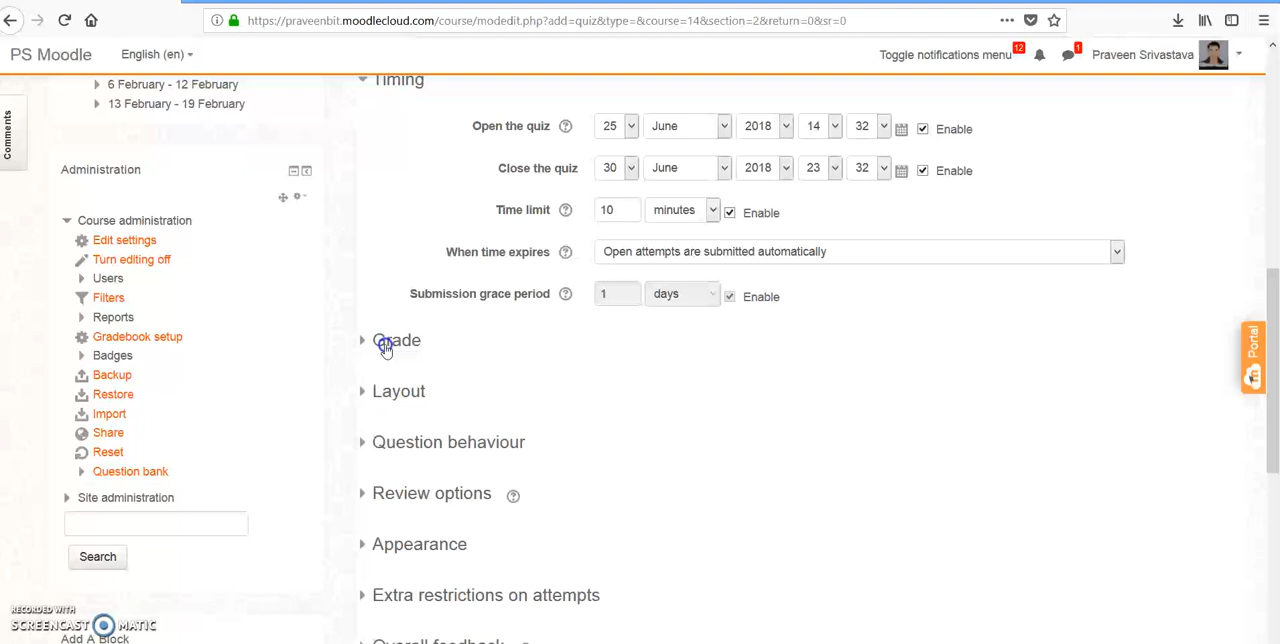 https://praveenbit.moodlecloud.com/course/modedit.php?add=quiz&type=&course=14&section=2&return=0&sr=0
PS Moodle
English (en)
Toggle notifications menu 12
1
Praveen Srivastava
Comments
6 February - 12 February
13 February - 19 February
Administration
Course administration
Edit settings
Turn editing off
Users
Filters
Reports
Gradebook setup
Badges
Backup
Restore
Import
Share
Reset
Question bank
Site administration
Search
RECORDED WITH
SCREENCAST MATIC
Add A Block
Timing
Open the quiz 25 June 2018 14 32 Enable
Close the quiz 30 June 2018 23 32 Enable
Time limit 10 minutes Enable
When time expires Open attempts are submitted automatically
Submission grace period 1 days Enable
Grade
Layout
Question behaviour
Review options
Appearance
Extra restrictions on attempts
Overall feedback
Portal